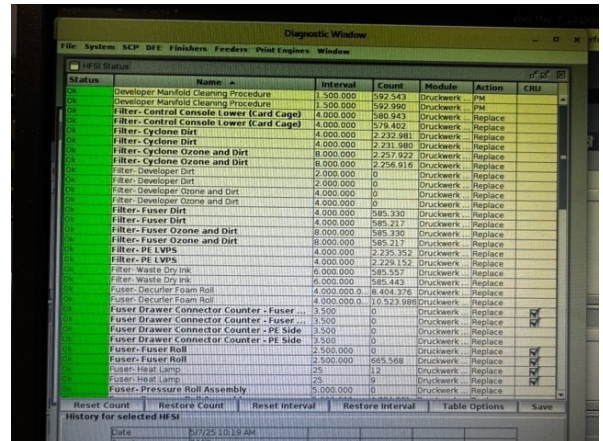 Diagnostic Window
File System SCP DFE Finishers Feeders Print Engines Window
HFSI Status
Status Name Interval Count Module Action CRU
Ok Developer Manifold Cleaning Procedure 1.500.000 592.543 Druckwerk ... PM
Ok Developer Manifold Cleaning Procedure 1.500.000 592.990 Druckwerk ... PM
Ok Filter- Control Console Lower (Card Cage) 4.000.000 580.943 Druckwerk ... Replace
Ok Filter- Control Console Lower (Card Cage) 4.000.000 579.402 Druckwerk ... Replace
Ok Filter- Cyclone Dirt 4.000.000 2.232.981 Druckwerk ... Replace
Ok Filter- Cyclone Dirt 4.000.000 2.231.980 Druckwerk ... Replace
Ok Filter- Cyclone Ozone and Dirt 8.000.000 2.257.922 Druckwerk ... Replace
Ok Filter- Cyclone Ozone and Dirt 8.000.000 2.256.916 Druckwerk ... Replace
Ok Filter- Developer Dirt 2.000.000 0 Druckwerk ... Replace
Ok Filter- Developer Dirt 2.000.000 0 Druckwerk ... Replace
Ok Filter- Developer Ozone and Dirt 4.000.000 0 Druckwerk ... Replace
Ok Filter- Developer Ozone and Dirt 4.000.000 0 Druckwerk ... Replace
Ok Filter- Fuser Dirt 4.000.000 585.330 Druckwerk ... Replace
Ok Filter- Fuser Dirt 4.000.000 585.217 Druckwerk ... Replace
Ok Filter- Fuser Ozone and Dirt 8.000.000 585.330 Druckwerk ... Replace
Ok Filter- Fuser Ozone and Dirt 8.000.000 585.217 Druckwerk ... Replace
Ok Filter- PE LVPS 4.000.000 2.235.352 Druckwerk ... Replace
Ok Filter- PE LVPS 4.000.000 2.229.152 Druckwerk ... Replace
Ok Filter- Waste Dry Ink 6.000.000 585.557 Druckwerk ... Replace
Ok Filter- Waste Dry Ink 6.000.000 585.443 Druckwerk ... Replace
Ok Fuser- Decurler Foam Roll 4.000.000.0... 8.404.376 Druckwerk ... Replace
Ok Fuser- Decurler Foam Roll 4.000.000.0... 10.523.986 Druckwerk ... Replace
Ok Fuser Drawer Connector Counter - Fuser ... 3.500 0 Druckwerk ... Replace
Ok Fuser Drawer Connector Counter - Fuser ... 3.500 0 Druckwerk ... Replace
Ok Fuser Drawer Connector Counter - PE Side 3.500 0 Druckwerk ... Replace
Ok Fuser Drawer Connector Counter - PE Side 3.500 0 Druckwerk ... Replace
Ok Fuser- Fuser Roll 2.500.000 0 Druckwerk ... Replace
Ok Fuser- Fuser Roll 2.500.000 665.568 Druckwerk ... Replace
Ok Fuser- Heat Lamp 25 12 Druckwerk ... Replace
Ok Fuser- Heat Lamp 25 9 Druckwerk ... Replace
Ok Fuser- Pressure Roll Assembly 5.000.000 0 Druckwerk ... Replace
Reset Count Restore Count Reset Interval Restore Interval Table Options Save
History for selected HFSI
Date 5/7/25 10:19 AM